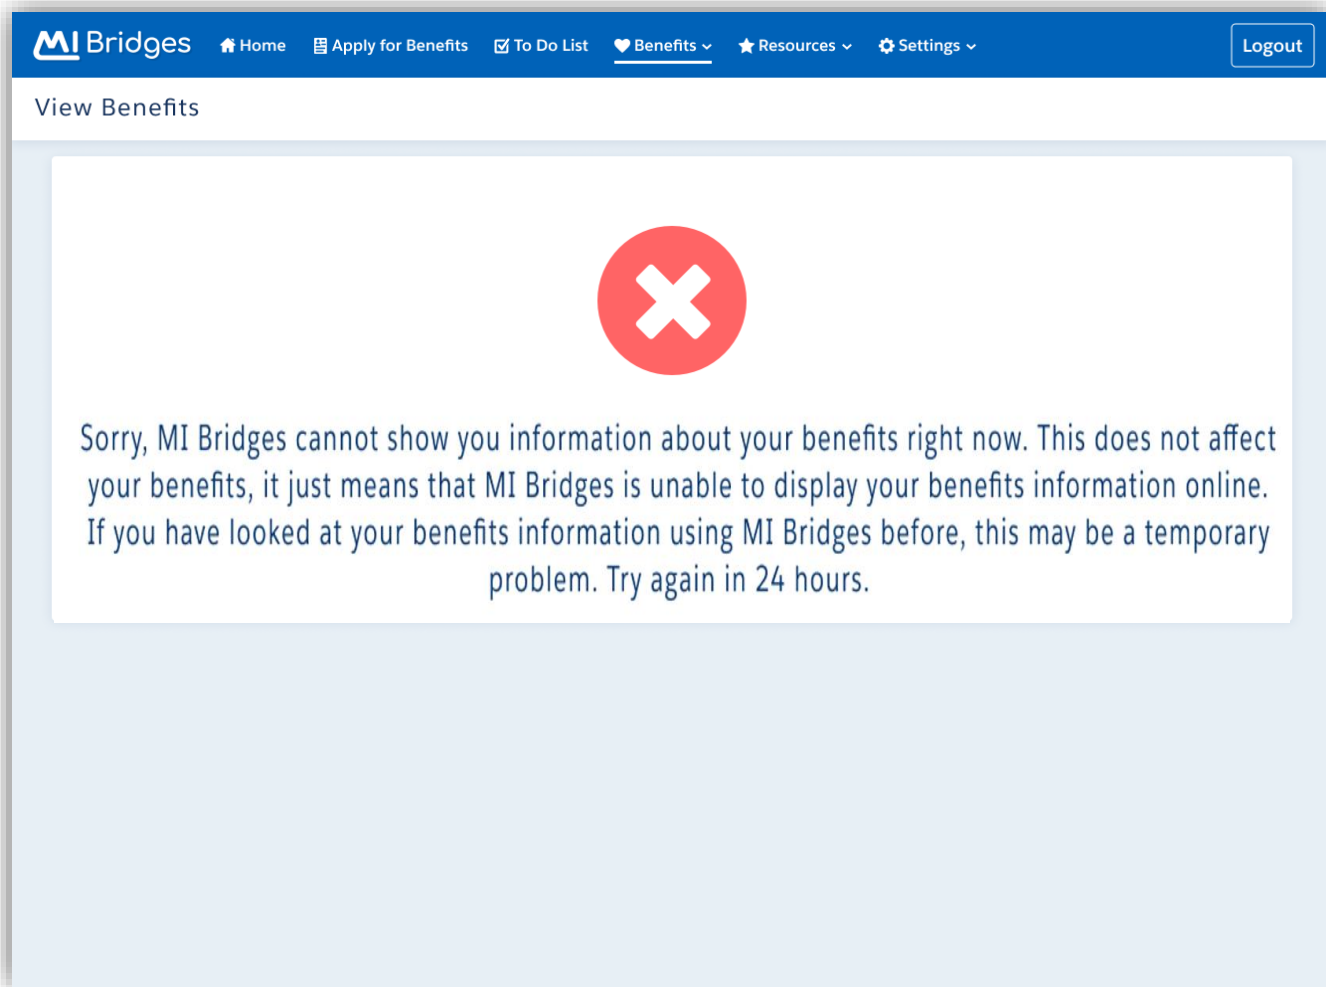 MI Bridges Home Apply for Benefits To Do List Benefits Resources Settings Logout
View Benefits
Sorry, MI Bridges cannot show you information about your benefits right now. This does not affect
your benefits, it just means that MI Bridges is unable to display your benefits information online.
If you have looked at your benefits information using MI Bridges before, this may be a temporary
problem. Try again in 24 hours.